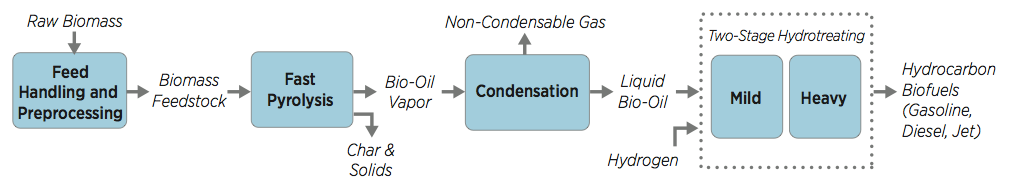 Raw Biomass
Feed
Handling and
Preprocessing
Biomass
Feedstock
Fast
Pyrolysis
Char &
Solids
Bio-Oil
Vapor
Non-Condensable Gas
Condensation
Liquid
Bio-Oil
Hydrogen
Two-Stage Hydrotreating
Mild
Heavy
Hydrocarbon
Biofuels
(Gasoline,
Diesel, Jet)